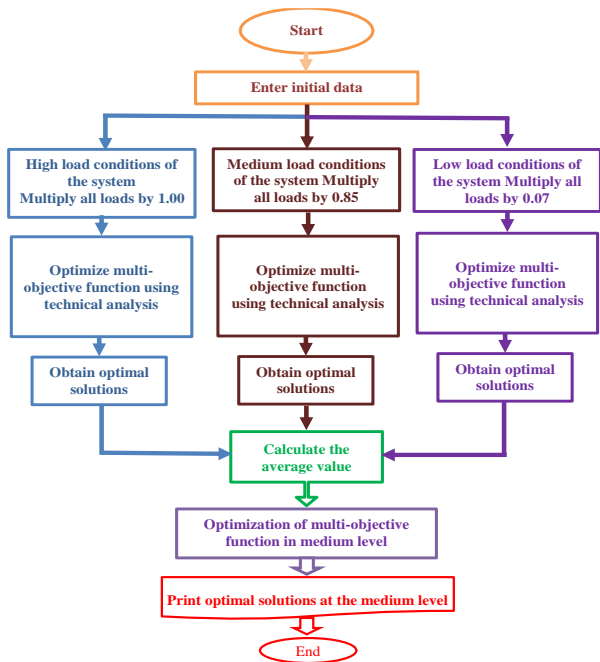 Start
Enter initial data
High load conditions of
the system
Multiply all loads by 1.00
Medium load conditions
of the system Multiply
all loads by 0.85
Low load conditions of
the system Multiply all
loads by 0.07
Optimize multi-
objective function using
technical analysis
Optimize multi-
objective function
using technical analysis
Optimize multi-
objective function
using technical analysis
Obtain optimal
solutions
Obtain optimal
solutions
Obtain optimal
solutions
Calculate the
average value
Optimization of multi-objective
function in medium level
Print optimal solutions at the medium level
End